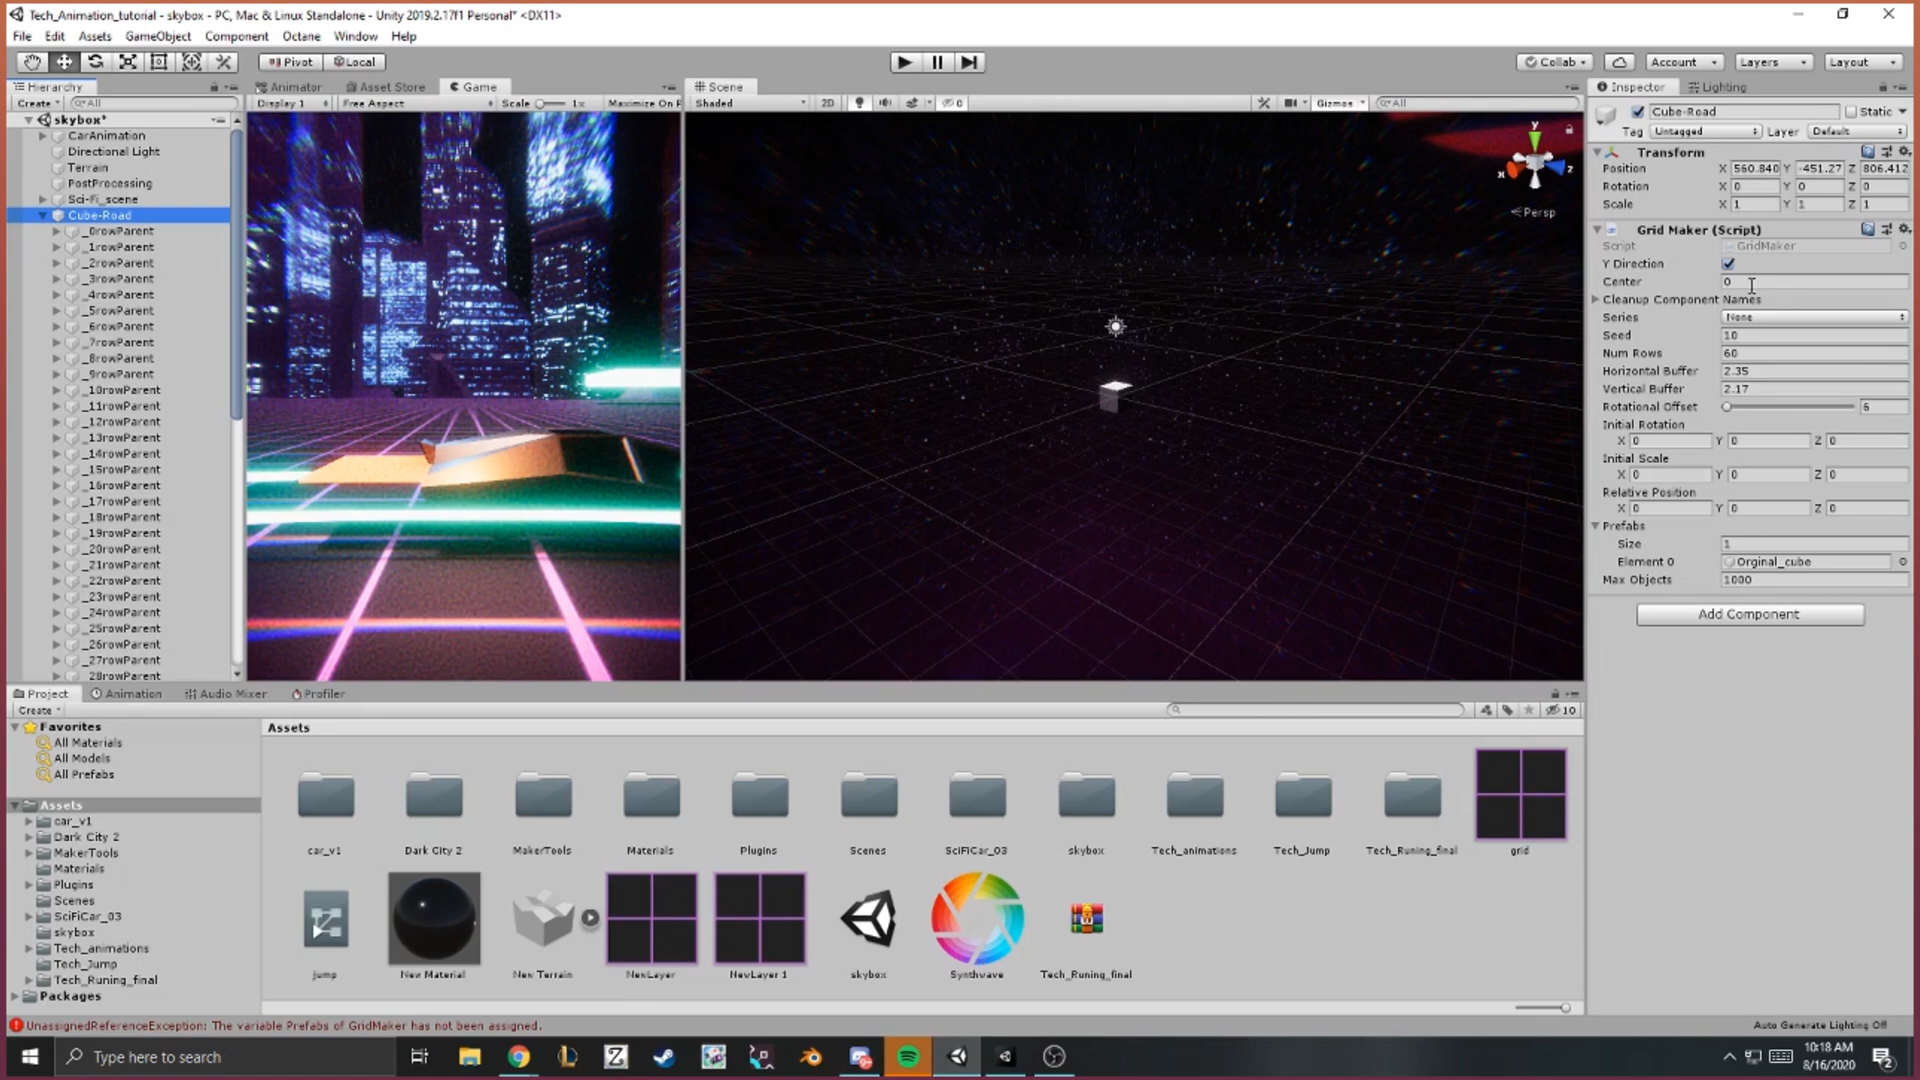 Tech_Animation_tutorial - skybox - PC, Mac & Linux Standalone - Unity 2019.2.17f1 Personal* <DX11>
File Edit Assets GameObject Component Octane Window Help
Pivot Local Collab Account Layers Layout
Hierarchy Animator Asset Store Game Scene Inspector Lighting
Create All Display 1 Free Aspect Scale 1x Maximize On P Shaded 2D 0 Gizmos All
Cube-Road Static
Tag Untagged Layer Default
skybox*
CarAnimation
Directional Light
Terrain
PostProcessing
Sci-Fi_scene
Cube-Road
_0rowParent
_1rowParent
_2rowParent
_3rowParent
_4rowParent
_5rowParent
_6rowParent
_7rowParent
_8rowParent
_9rowParent
_10rowParent
_11rowParent
_12rowParent
_13rowParent
_14rowParent
_15rowParent
_16rowParent
_17rowParent
_18rowParent
_19rowParent
_20rowParent
_21rowParent
_22rowParent
_23rowParent
_24rowParent
_25rowParent
_26rowParent
_27rowParent
28rowParent
y
x z
Persp
Transform
Position X 560.840 Y -451.27 Z 806.412
Rotation X 0 Y 0 Z 0
Scale X 1 Y 1 Z 1
Grid Maker (Script)
Script GridMaker
Y Direction
Center 0
Cleanup Component Names
Series None
Seed 10
Num Rows 60
Horizontal Buffer 2.35
Vertical Buffer 2.17
Rotational Offset 6
Initial Rotation
X 0 Y 0 Z 0
Initial Scale
X 0 Y 0 Z 0
Relative Position
X 0 Y 0 Z 0
Prefabs
Size 1
Element 0 Orginal_cube
Max Objects 1000
Add Component
Project Animation Audio Mixer Profiler
Create 10
Favorites
All Materials
All Models
All Prefabs
Assets
car_v1
Dark City 2
MakerTools
Materials
Plugins
Scenes
SciFiCar_03
skybox
Tech_animations
Tech_Jump
Tech_Runing_final
Packages
Assets
car_v1 Dark City 2 MakerTools Materials Plugins Scenes SciFiCar_03 skybox Tech_animations Tech_Jump Tech_Runing_final grid
jump New Material New Terrain NewLayer NewLayer 1 skybox Synthwave Tech_Runing_final
UnassignedReferenceException: The variable Prefabs of GridMaker has not been assigned.
Auto Generate Lighting Off
Type here to search
10:18 AM
8/16/2020
2